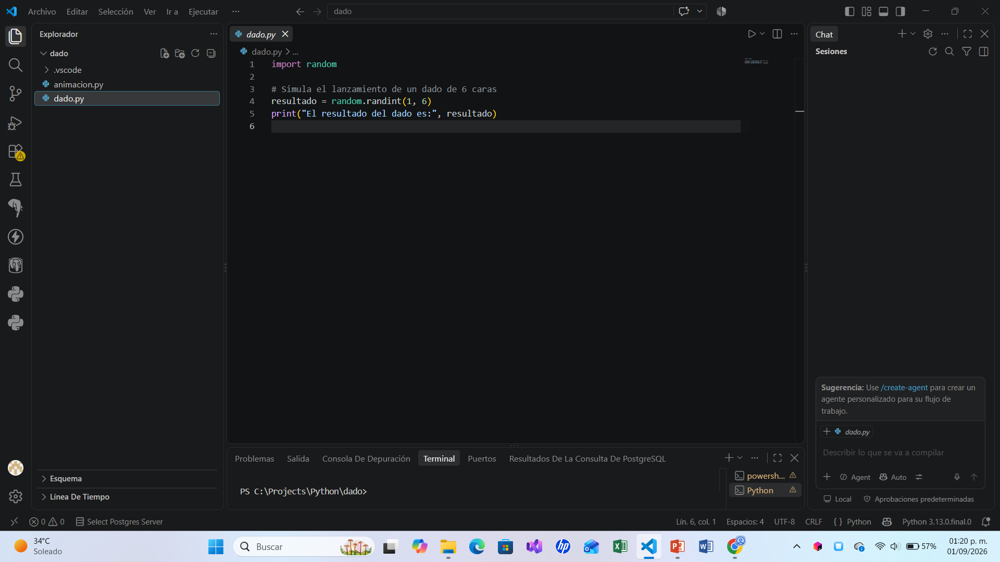 Archivo Editar Selección Ver Ir a Ejecutar ···
dado
Explorador
dado
.vscode
animacion.py
dado.py
Esquema
Línea De Tiempo
dado.py
dado.py > ...
1 import random
2
3 # Simula el lanzamiento de un dado de 6 caras
4 resultado = random.randint(1, 6)
5 print("El resultado del dado es:", resultado)
6
Problemas Salida Consola De Depuración Terminal Puertos Resultados De La Consulta De PostgreSQL
PS C:\Projects\Python\dado>
powersh...
Python
Chat
Sesiones
Sugerencia: Use /create-agent para crear un
agente personalizado para su flujo de
trabajo.
dado.py
Describir lo que se va a compilar
Agent Auto
Local Aprobaciones predeterminadas
0 0 Select Postgres Server
Lín. 6, col. 1 Espacios: 4 UTF-8 CRLF { } Python Python 3.13.0.final.0
34°C
Soleado
Buscar
57%
01:20 p. m.
01/09/2026